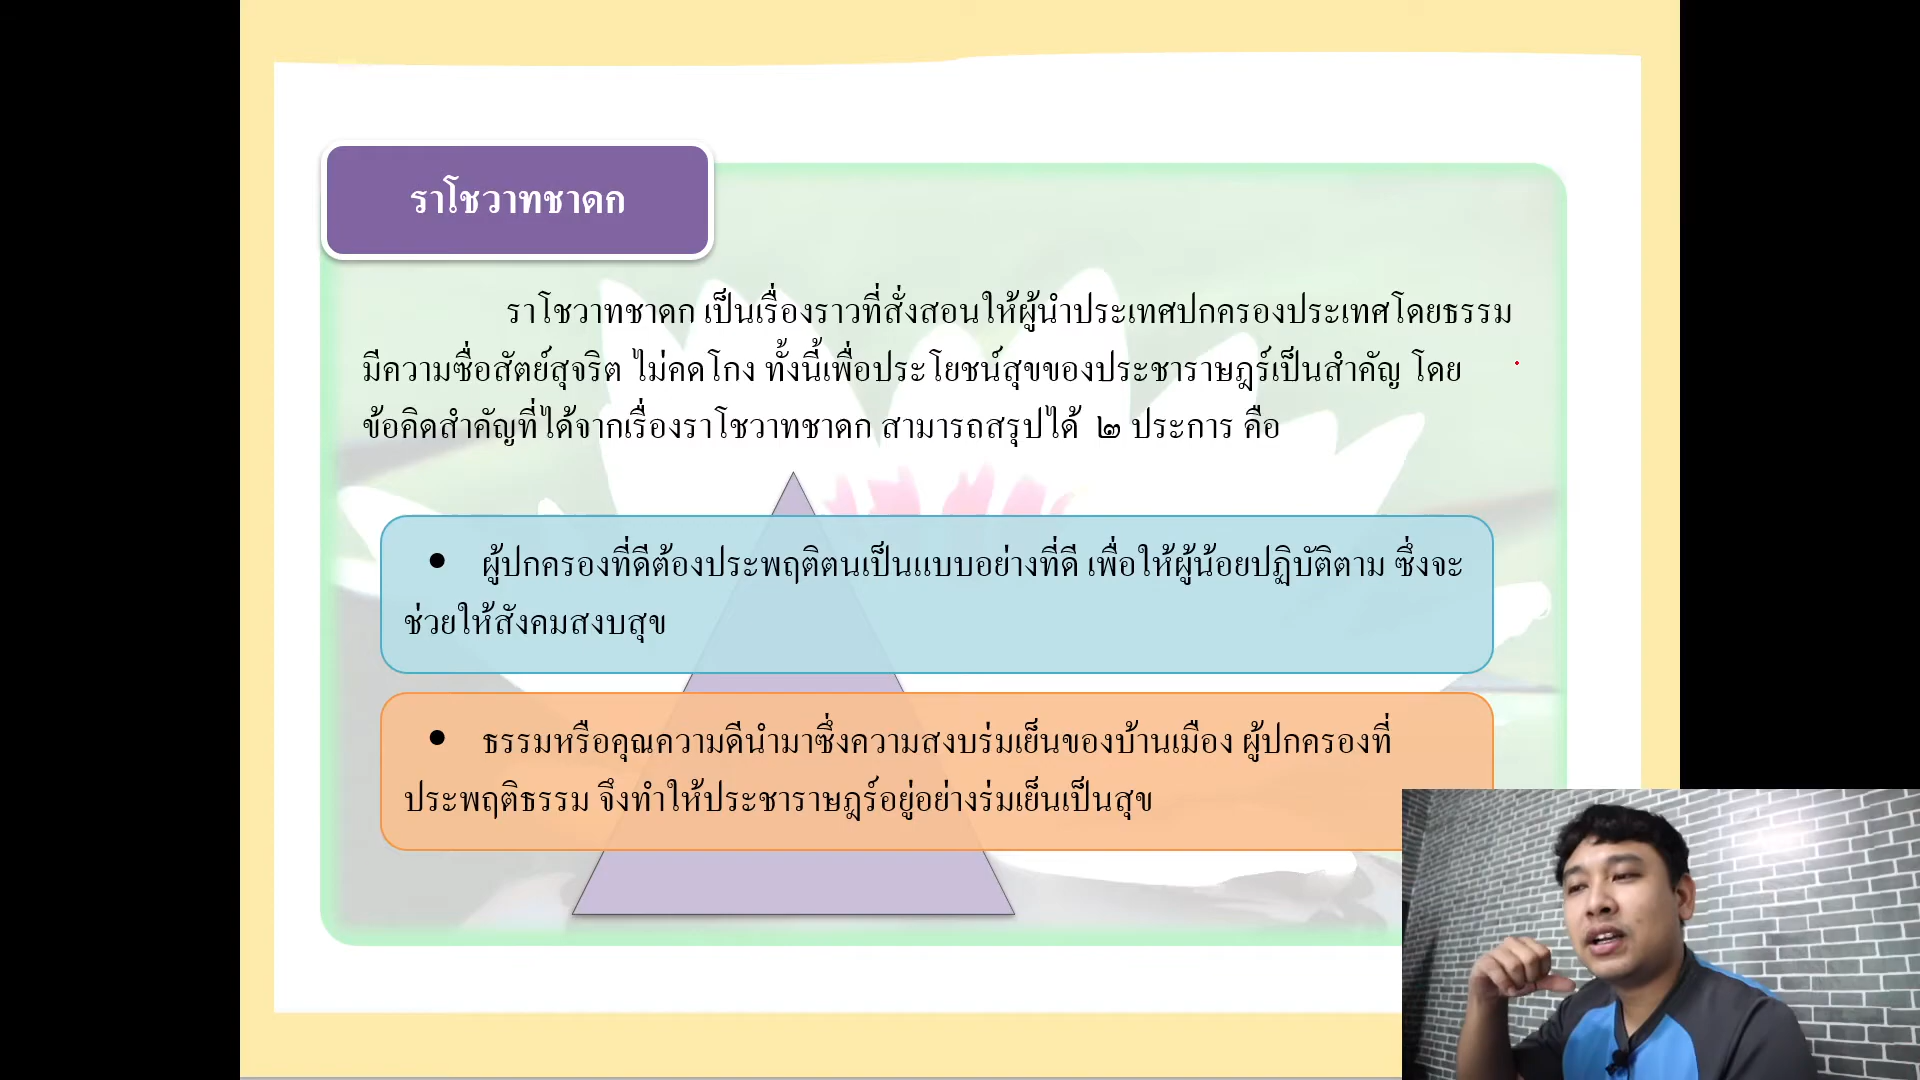 ราโชวาทชาดก
ราโชวาทชาดก เป็นเรื่องราวที่สั่งสอนให้ผู้นำประเทศปกครองประเทศโดยธรรม
มีความซื่อสัตย์สุจริต ไม่คดโกง ทั้งนี้เพื่อประโยชน์สุขของประชาราษฎร์เป็นสำคัญ โดย
ข้อคิดสำคัญที่ได้จากเรื่องราโชวาทชาดก สามารถสรุปได้ ๒ ประการ คือ
• ผู้ปกครองที่ดีต้องประพฤติตนเป็นแบบอย่างที่ดี เพื่อให้ผู้น้อยปฏิบัติตาม ซึ่งจะ
ช่วยให้สังคมสงบสุข
• ธรรมหรือคุณความดีนำมาซึ่งความสงบร่มเย็นของบ้านเมือง ผู้ปกครองที่
ประพฤติธรรม จึงทำให้ประชาราษฎร์อยู่อย่างร่มเย็นเป็นสุข